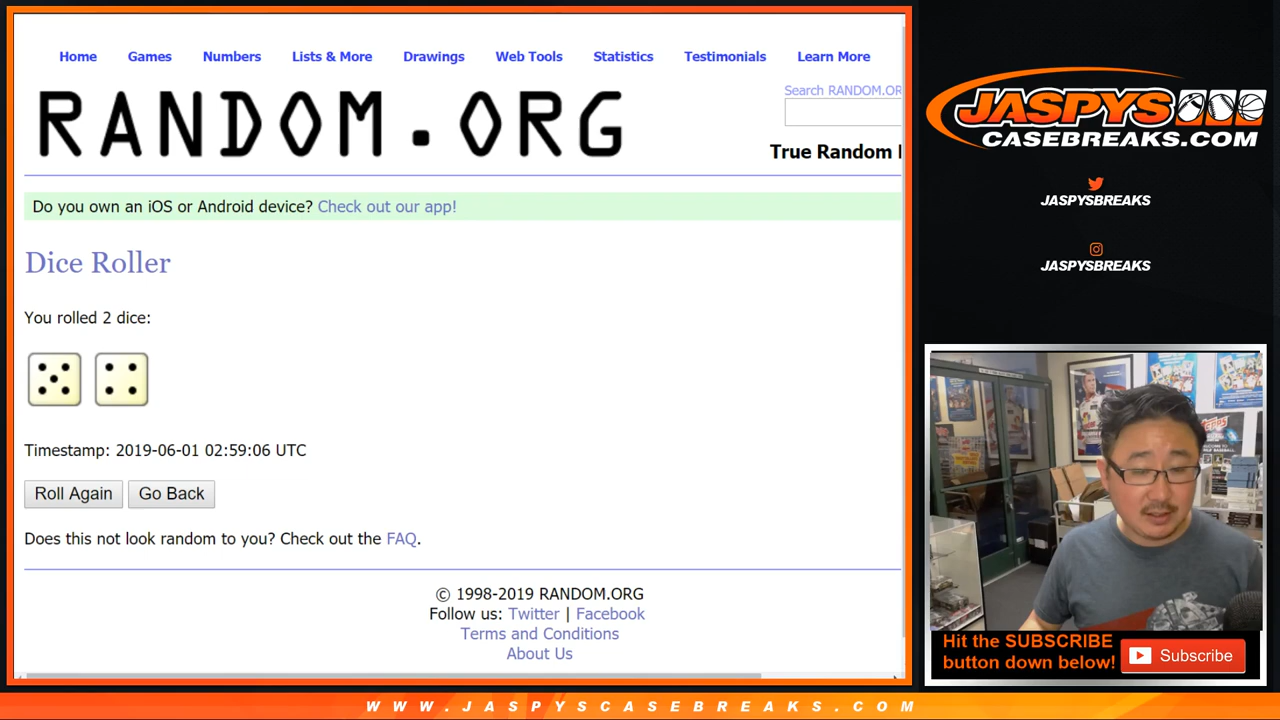 Home Games Numbers Lists & More Drawings Web Tools Statistics Testimonials Learn More
RANDOM.ORG
Search RANDOM.OR
True Random
Do you own an iOS or Android device? Check out our app!
Dice Roller
You rolled 2 dice:
Timestamp: 2019-06-01 02:59:06 UTC
Roll Again Go Back
Does this not look random to you? Check out the FAQ.
© 1998-2019 RANDOM.ORG
Follow us: Twitter | Facebook
Terms and Conditions
About Us
JASPYS
CASEBREAKS.COM
JASPYSBREAKS
JASPYSBREAKS
topps
Hit the SUBSCRIBE
button down below!
Subscribe
WWW.JASPYSCASEBREAKS.COM